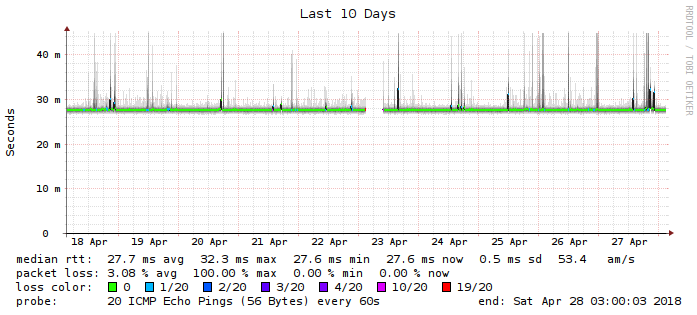 Last 10 Days
RRDTOOL / TOBI OETIKER
Seconds
40 m
30 m
20 m
10 m
0
18 Apr 19 Apr 20 Apr 21 Apr 22 Apr 23 Apr 24 Apr 25 Apr 26 Apr 27 Apr
median rtt: 27.7 ms avg 32.3 ms max 27.6 ms min 27.6 ms now 0.5 ms sd 53.4 am/s
packet loss: 3.08 % avg 100.00 % max 0.00 % min 0.00 % now
loss color: 0 1/20 2/20 3/20 4/20 10/20 19/20
probe: 20 ICMP Echo Pings (56 Bytes) every 60s end: Sat Apr 28 03:00:03 2018